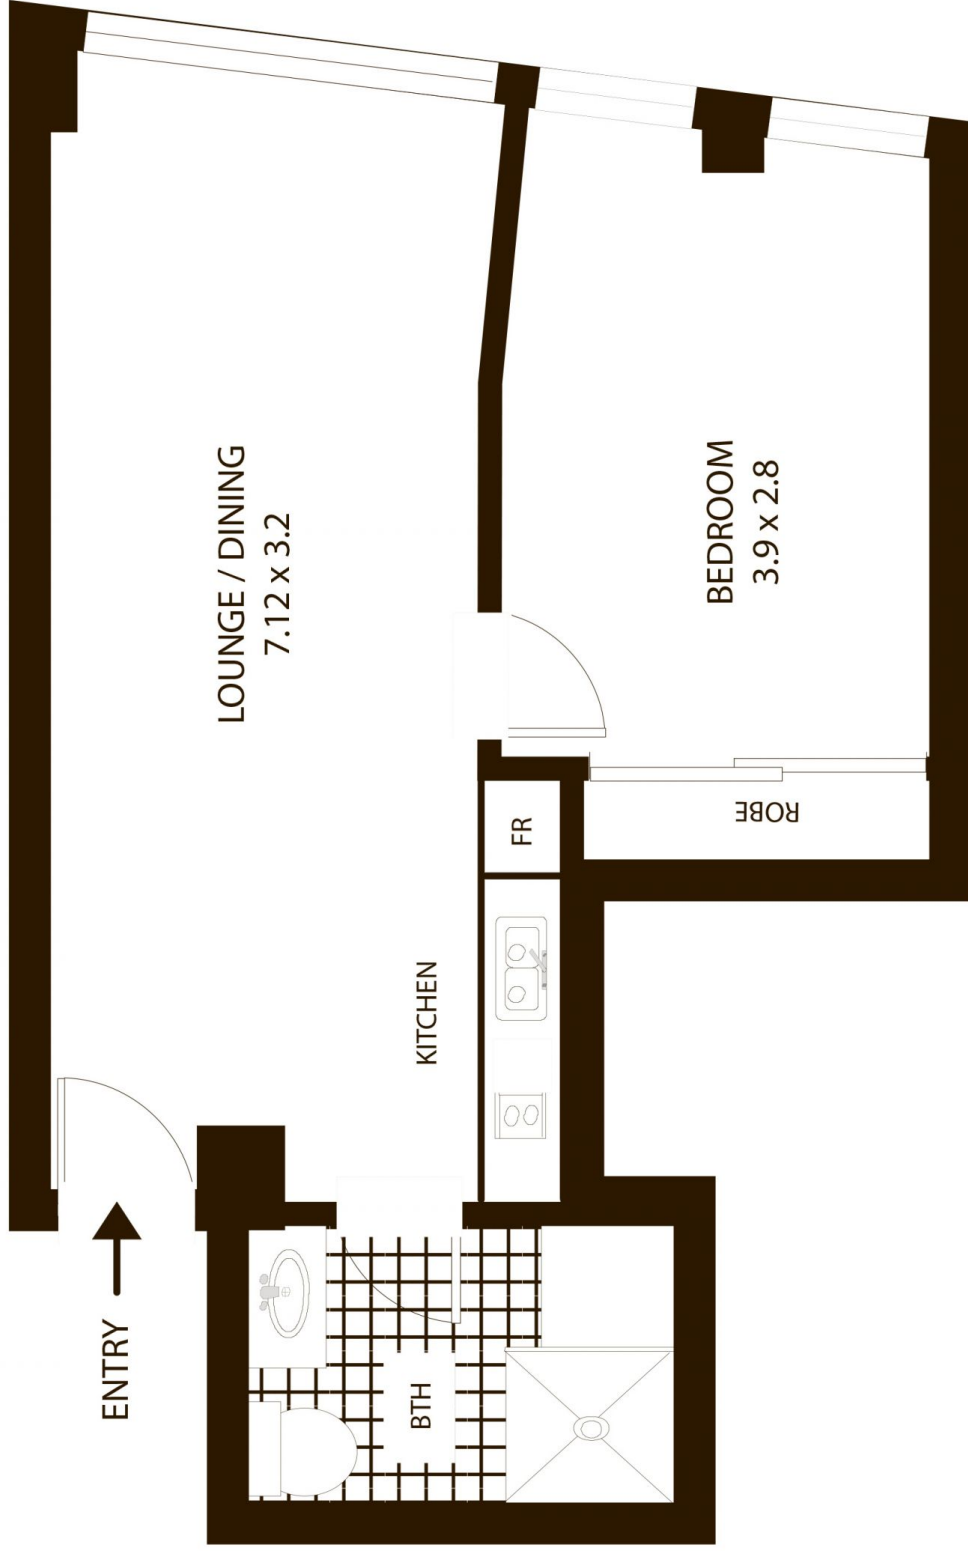 LOUNGE / DINING
7.12 x 3.2
BEDROOM
3.9 x 2.8
ROBE
FR
KITCHEN
ENTRY
BTH